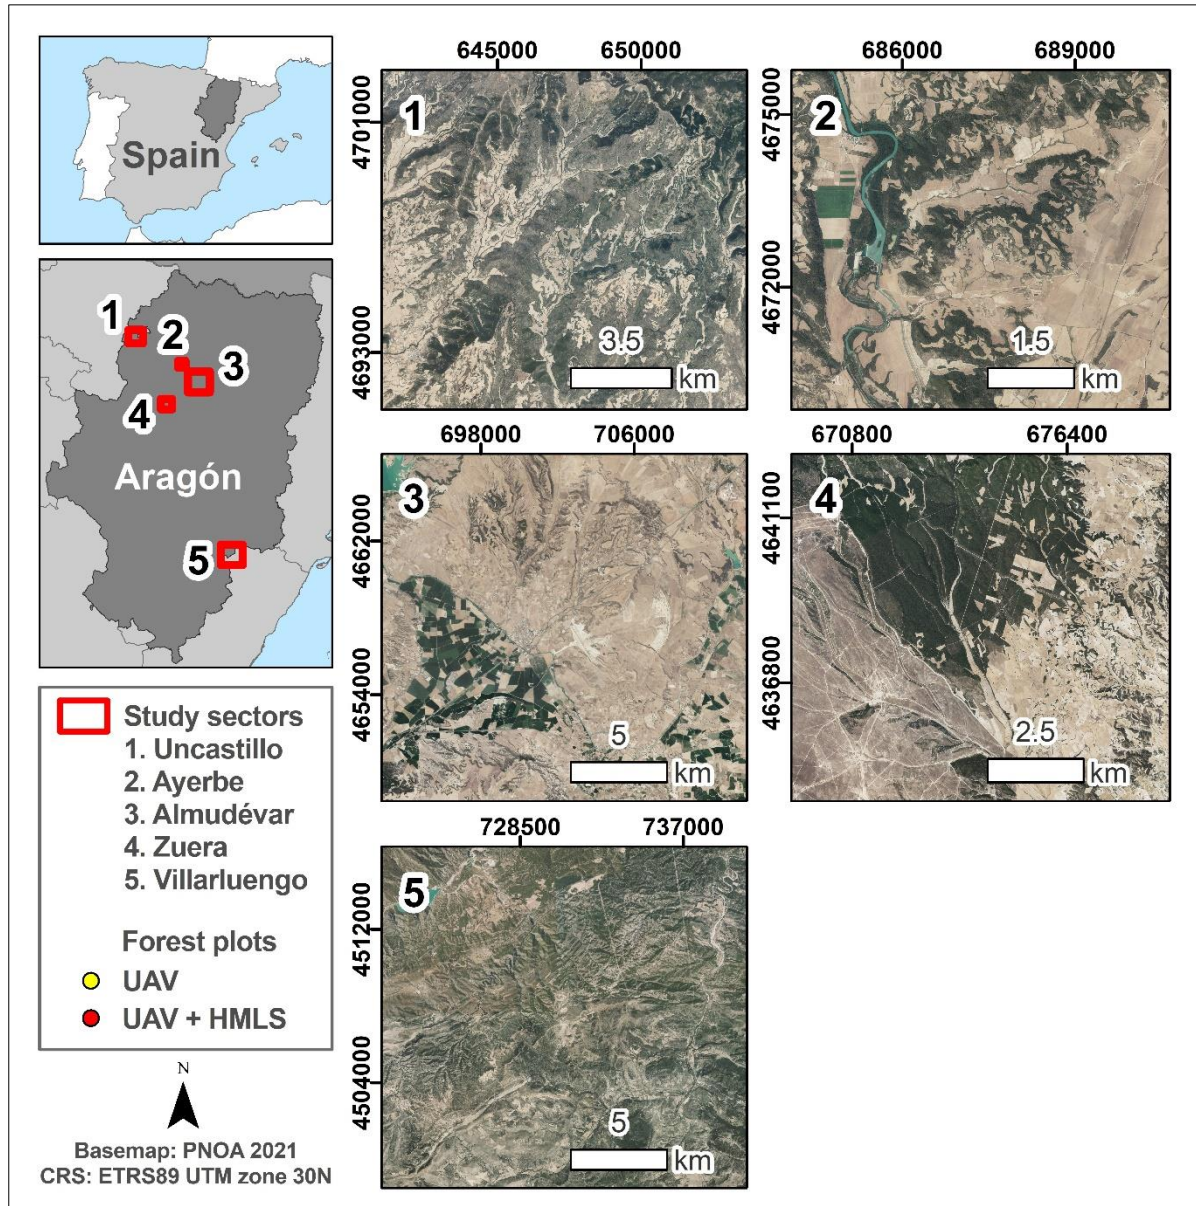 Spain
1
2
3
4
Aragón
5
Study sectors
1. Uncastillo
2. Ayerbe
3. Almudévar
4. Zuera
5. Villarluengo
Forest plots
UAV
UAV + HMLS
N
Basemap: PNOA 2021
CRS: ETRS89 UTM zone 30N
645000 650000
4701000
4693000
1
3.5
km
686000 689000
4675000
4672000
2
1.5
km
698000 706000
4662000
4654000
3
5
km
670800 676400
4641100
4636800
4
2.5
km
728500 737000
4512000
4504000
5
5
km